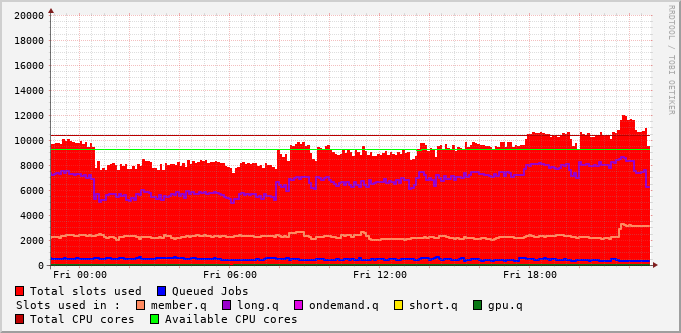 20000
18000
16000
14000
12000
10000
8000
6000
4000
2000
0
Fri 00:00 Fri 06:00 Fri 12:00 Fri 18:00
RRDTOOL / TOBI OETIKER
Total slots used Queued Jobs
Slots used in : member.q long.q ondemand.q short.q gpu.q
Total CPU cores Available CPU cores